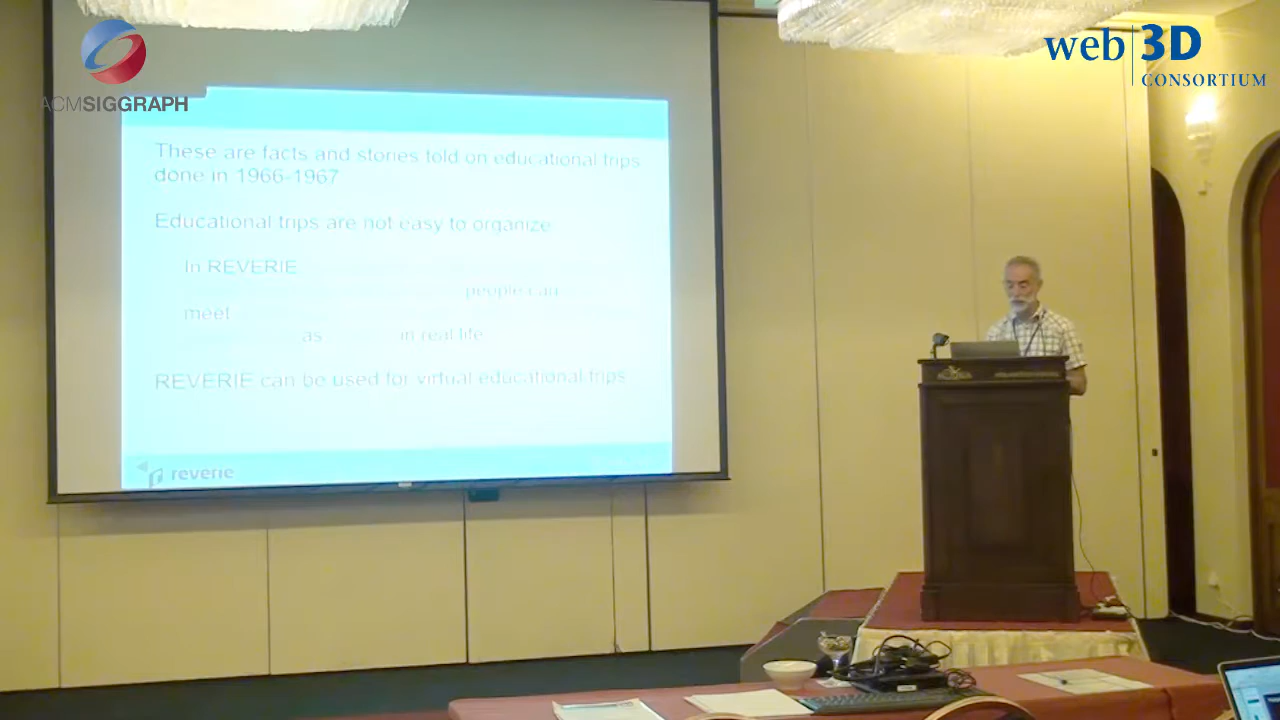 ACMSIGGRAPH
web 3D
CONSORTIUM
These are facts and stories told on educational trips
done in 1966-1967
Educational trips are not easy to organize
In REVERIE
people can
meet
as in real life
REVERIE can be used for virtual educational trips
reverie